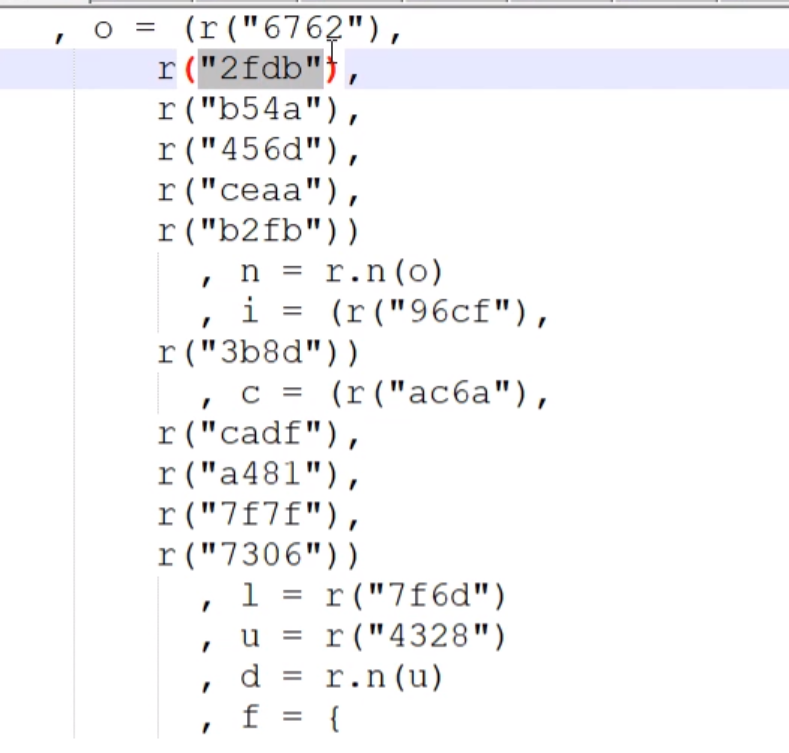 , o = (r("6762"),
r("2fdb"),
r("b54a"),
r("456d"),
r("ceaa"),
r("b2fb"))
, n = r.n(o)
, i = (r("96cf"),
r("3b8d"))
, c = (r("ac6a"),
r("cadf"),
r("a481"),
r("7f7f"),
r("7306"))
, l = r("7f6d")
, u = r("4328")
, d = r.n(u)
, f = {